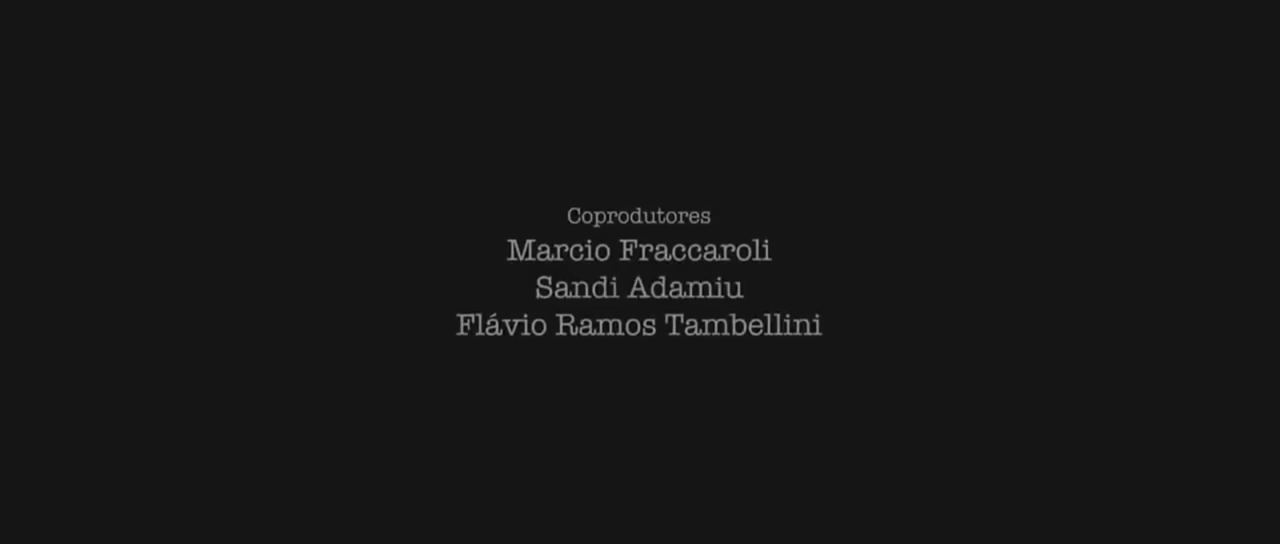 Coprodutores
Marcio Fraccaroli
Sandi Adamiu
Flávio Ramos Tambellini